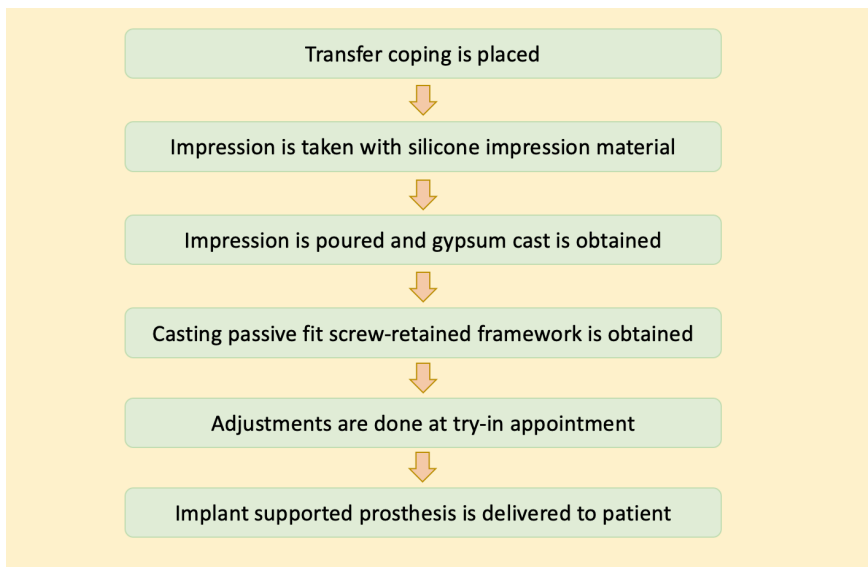 Transfer coping is placed
Impression is taken with silicone impression material
Impression is poured and gypsum cast is obtained
Casting passive fit screw-retained framework is obtained
Adjustments are done at try-in appointment
Implant supported prosthesis is delivered to patient